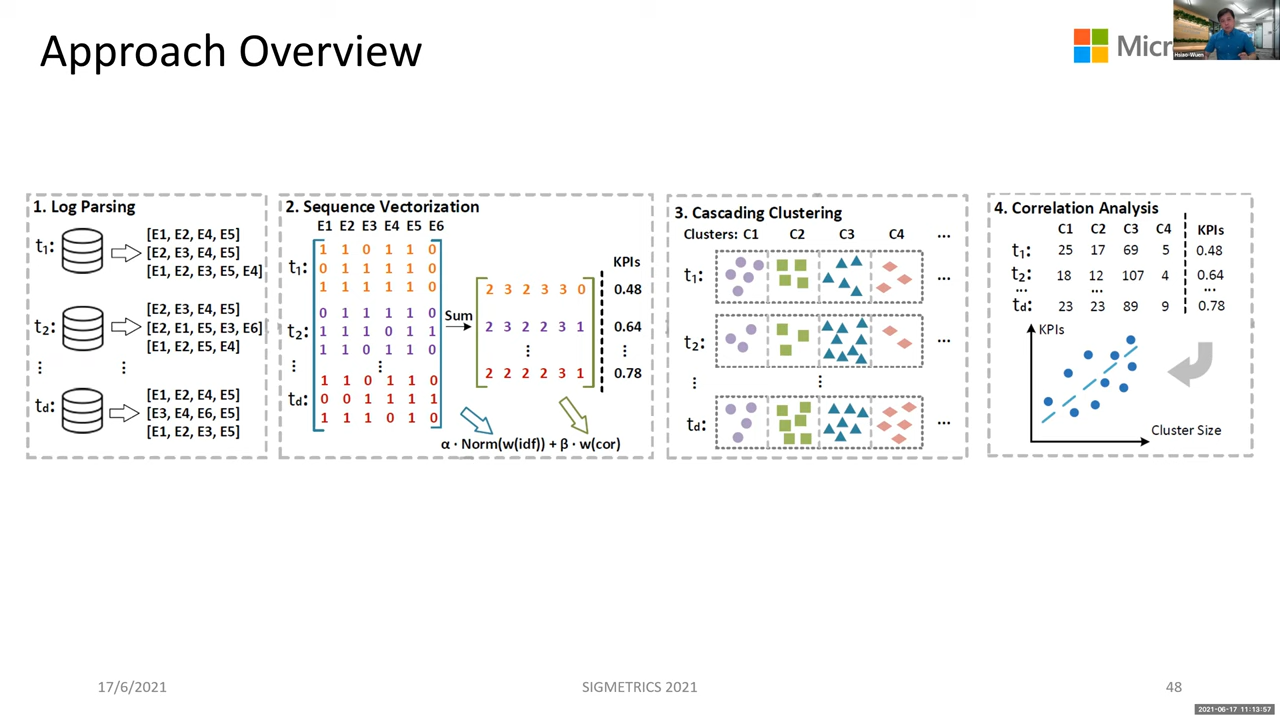 Approach Overview
Micr
Hsiao-Wuen
1. Log Parsing
t1:
[E1, E2, E4, E5]
[E2, E3, E4, E5]
[E1, E2, E3, E5, E4]
t2:
[E2, E3, E4, E5]
[E2, E1, E5, E3, E6]
[E1, E2, E5, E4]
⋮ ⋮
td:
[E1, E2, E4, E5]
[E3, E4, E6, E5]
[E1, E2, E3, E5]
2. Sequence Vectorization
E1 E2 E3 E4 E5 E6
t1:
1 1 0 1 1 0
0 1 1 1 1 0
1 1 1 1 1 0
t2:
0 1 1 1 1 0
1 1 1 0 1 1
1 1 0 1 1 0
⋮ ⋮
td:
1 1 0 1 1 0
0 0 1 1 1 1
1 1 1 0 1 0
Sum
KPIs
2 3 2 3 3 0 0.48
2 3 2 2 3 1 0.64
⋮ ⋮
2 2 2 2 3 1 0.78
α · Norm(w(idf)) + β · w(cor)
3. Cascading Clustering
Clusters: C1 C2 C3 C4 ...
t1: ...
t2: ...
⋮ ⋮
td: ...
4. Correlation Analysis
C1 C2 C3 C4 KPIs
t1: 25 17 69 5 0.48
t2: 18 12 107 4 0.64
... ... ...
td: 23 23 89 9 0.78
KPIs
Cluster Size
17/6/2021
SIGMETRICS 2021
48
2021-06-17 11:13:57